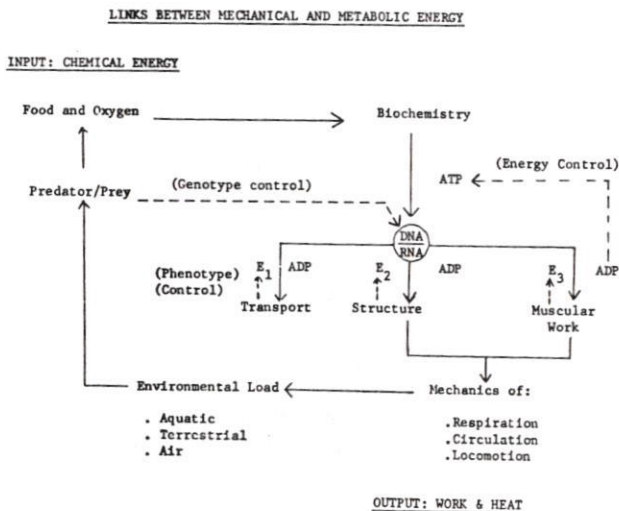 LINKS BETWEEN MECHANICAL AND METABOLIC ENERGY
INPUT: CHEMICAL ENERGY
Food and Oxygen
Biochemistry
(Energy Control)
ATP
Predator/Prey
(Genotype control)
DNA
RNA
(Phenotype)
(Control)
E1
ADP
E2
ADP
E3
ADP
Transport
Structure
Muscular
Work
Environmental Load
Mechanics of:
. Aquatic
. Terrestrial
. Air
.Respiration
.Circulation
.Locomotion
OUTPUT: WORK & HEAT